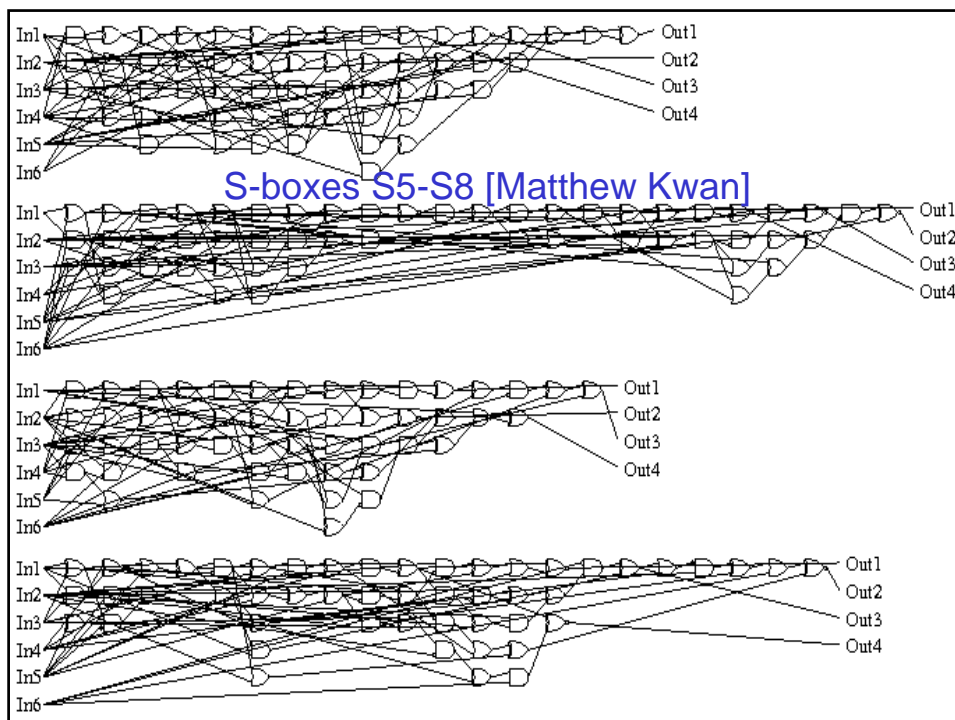 In1
Out1
In2
Out2
In3
Out3
In4
Out4
In5
In6
S-boxes S5-S8 [Matthew Kwan]
In1
Out1
In2
Out2
In3
Out3
In4
Out4
In5
In6
In1
Out1
In2
Out2
In3
Out3
In4
Out4
In5
In6
In1
Out1
In2
Out2
In3
Out3
In4
Out4
In5
In6